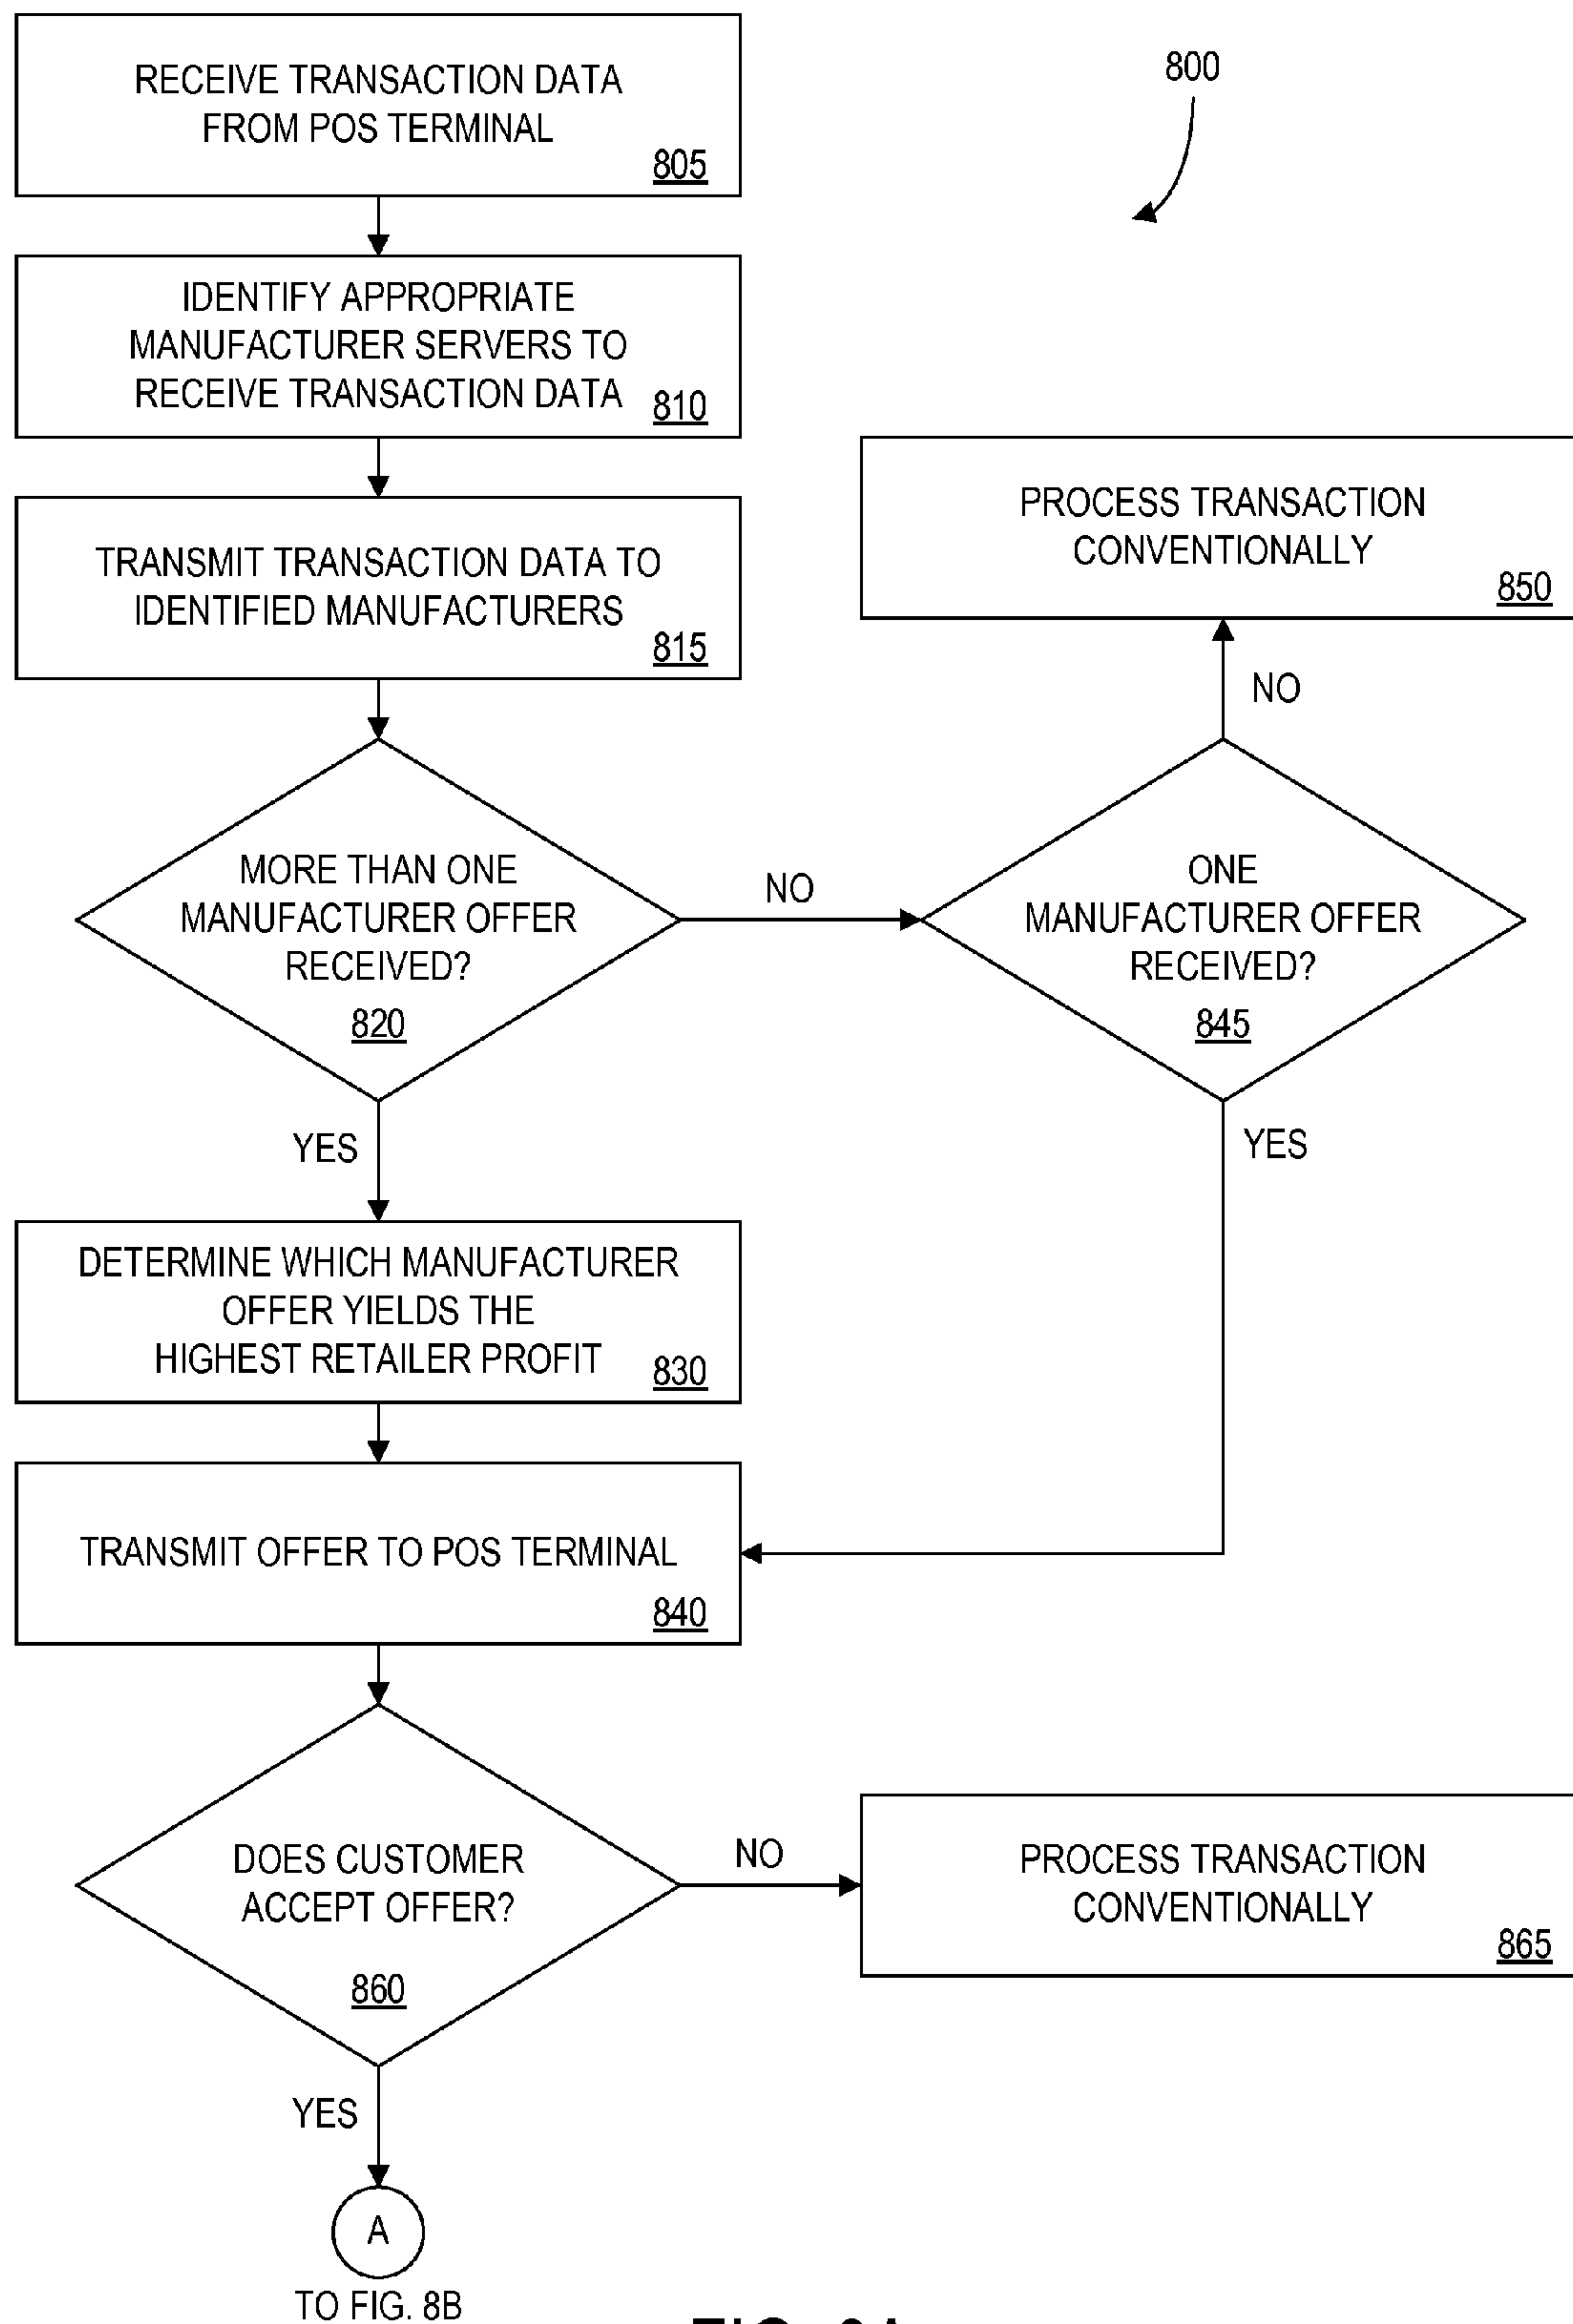 RECEIVE TRANSACTION DATA
FROM POS TERMINAL
805
800
IDENTIFY APPROPRIATE
MANUFACTURER SERVERS TO
RECEIVE TRANSACTION DATA
810
TRANSMIT TRANSACTION DATA TO
IDENTIFIED MANUFACTURERS
815
PROCESS TRANSACTION
CONVENTIONALLY
850
NO
MORE THAN ONE
MANUFACTURER OFFER
RECEIVED?
820
NO
ONE
MANUFACTURER OFFER
RECEIVED?
845
YES
YES
DETERMINE WHICH MANUFACTURER
OFFER YIELDS THE
HIGHEST RETAILER PROFIT
830
TRANSMIT OFFER TO POS TERMINAL
840
DOES CUSTOMER
ACCEPT OFFER?
860
NO
PROCESS TRANSACTION
CONVENTIONALLY
865
YES
A
TO FIG. 8B